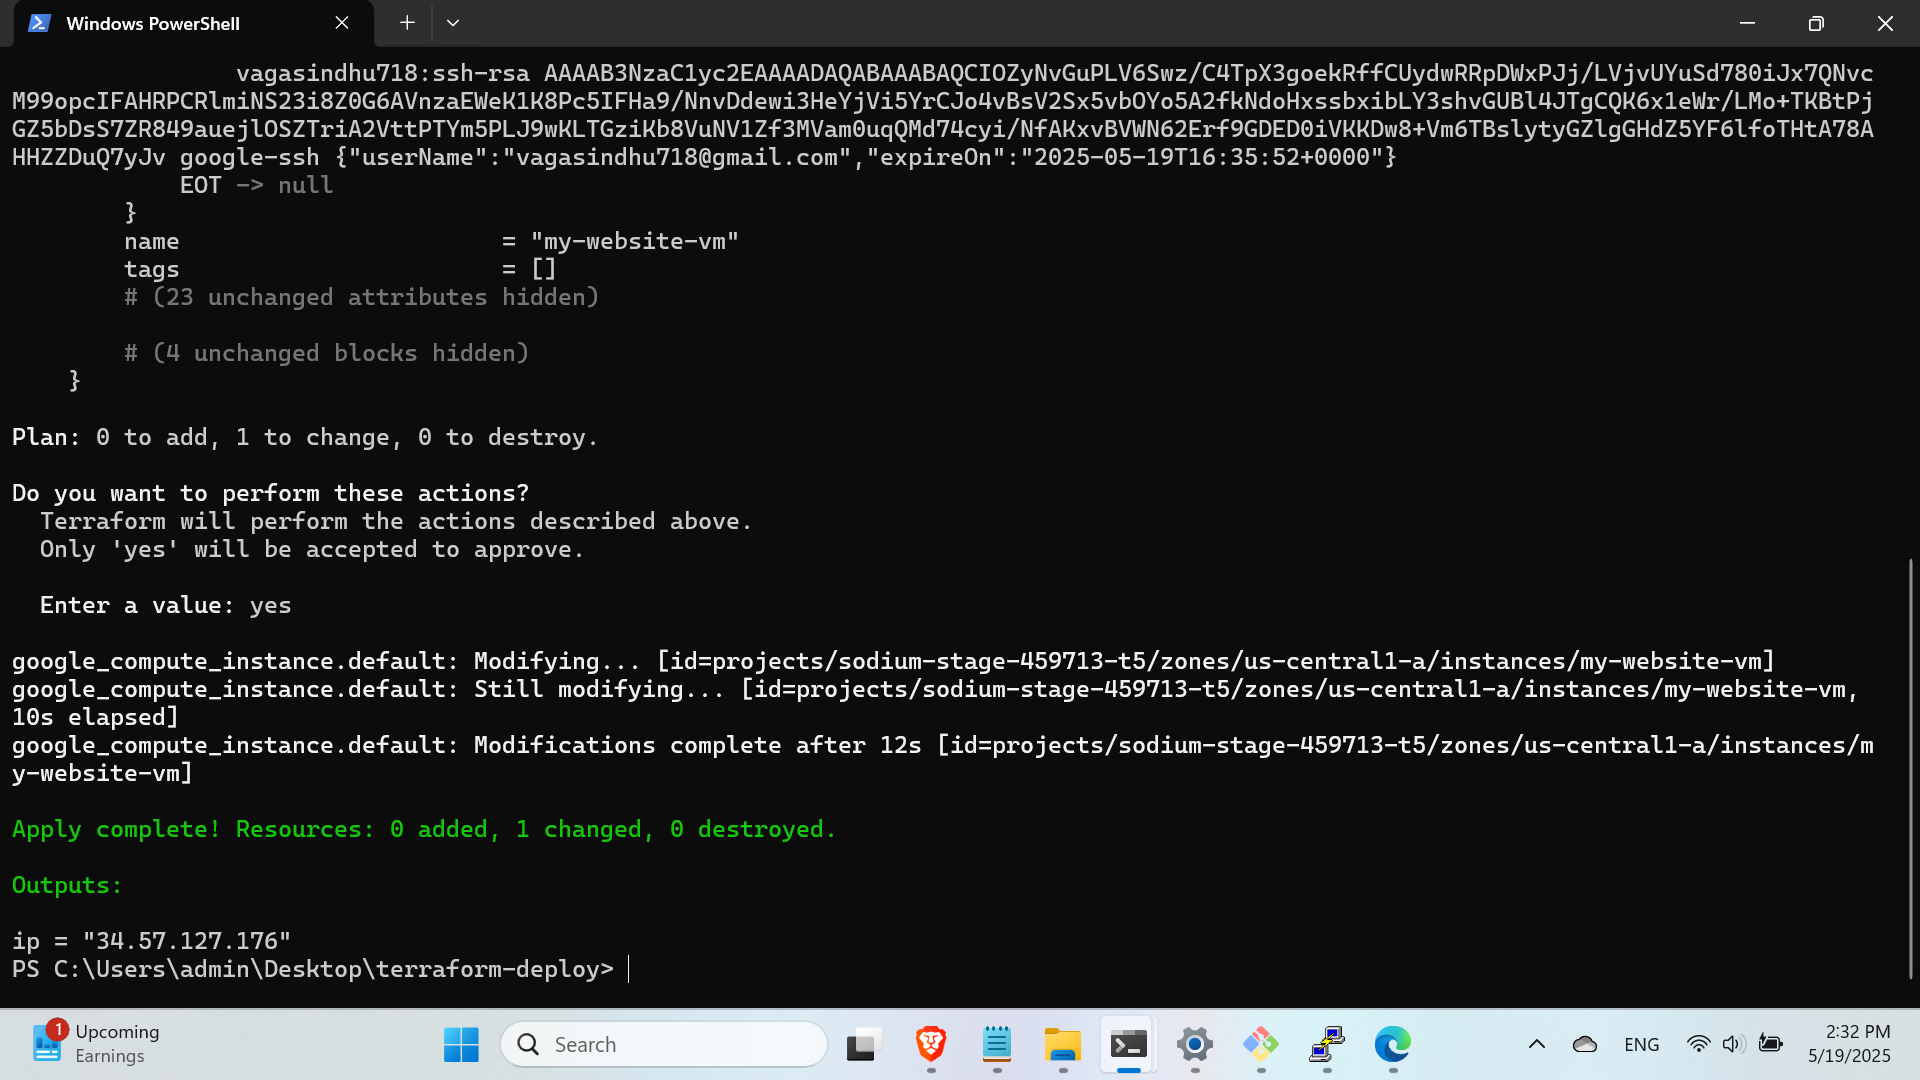 Windows PowerShell
vagasindhu718:ssh-rsa AAAAB3NzaC1yc2EAAAADAQABAAABAQCIOZyNvGuPLV6Swz/C4TpX3goekRffCUydwRRpDWxPJj/LVjvUYuSd780iJx7QNvc
M99opcIFAHRPCRlmiNS23i8Z0G6AVnzaEWeK1K8Pc5IFHa9/NnvDdewi3HeYjVi5YrCJo4vBsV2Sx5vbOYo5A2fkNdoHxssbxibLY3shvGUBl4JTgCQK6x1eWr/LMo+TKBtPj
GZ5bDsS7ZR849auejlOSZTriA2VttPTYm5PLJ9wKLTGziKb8VuNV1Zf3MVam0uqQMd74cyi/NfAKxvBVWN62Erf9GDED0iVKKDw8+Vm6TBslytyGZlgGHdZ5YF6lfoTHtA78A
HHZZDuQ7yJv google-ssh {"userName":"vagasindhu718@gmail.com","expireOn":"2025-05-19T16:35:52+0000"}
EOT -> null
}
name = "my-website-vm"
tags = []
# (23 unchanged attributes hidden)
# (4 unchanged blocks hidden)
}
Plan: 0 to add, 1 to change, 0 to destroy.
Do you want to perform these actions?
Terraform will perform the actions described above.
Only 'yes' will be accepted to approve.
Enter a value: yes
google_compute_instance.default: Modifying... [id=projects/sodium-stage-459713-t5/zones/us-central1-a/instances/my-website-vm]
google_compute_instance.default: Still modifying... [id=projects/sodium-stage-459713-t5/zones/us-central1-a/instances/my-website-vm,
10s elapsed]
google_compute_instance.default: Modifications complete after 12s [id=projects/sodium-stage-459713-t5/zones/us-central1-a/instances/m
y-website-vm]
Apply complete! Resources: 0 added, 1 changed, 0 destroyed.
Outputs:
ip = "34.57.127.176"
PS C:\Users\admin\Desktop\terraform-deploy>
1
Upcoming
Earnings
Search
ENG
2:32 PM
5/19/2025